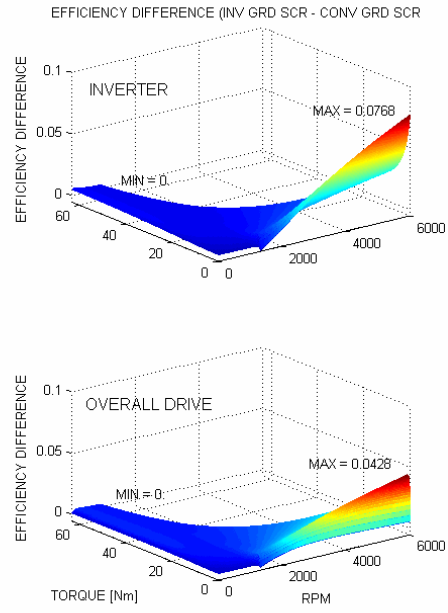 EFFICIENCY DIFFERENCE (INV GRD SCR - CONV GRD SCR
EFFICIENCY DIFFERENCE
0.1
0.05
0
INVERTER
MAX = 0.0768
MIN = 0.
60
40
20
0
0
2000
4000
6000
EFFICIENCY DIFFERENCE
0.1
0.05
0
OVERALL DRIVE
MAX = 0.0428
MIN = 0.
60
40
20
0
0
2000
4000
6000
TORQUE [Nm]
RPM